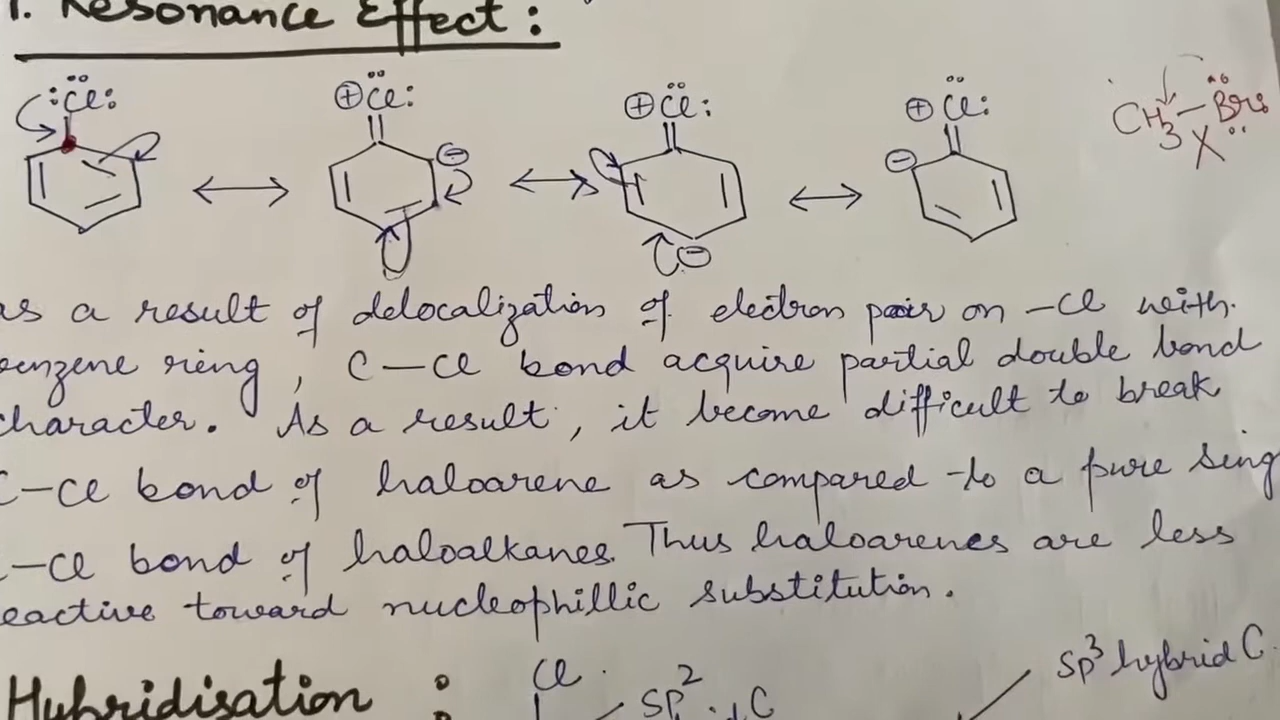 1. Resonance Effect:
:Cl: ⊕Cl: ⊕Cl: ⊕Cl: CH3—Br:
X
⊖ ⊖ ⊖
as a result of delocalization of electron pair on –Cl with
benzene ring, C–Cl bond acquire partial double bond
character. As a result, it become difficult to break
C–Cl bond of haloarene as compared to a pure sing
C–Cl bond of haloalkanes. Thus haloarenes are less
eactive toward nucleophillic substitution.
Hybridisation : Cl sp2 C sp3 hybrid C